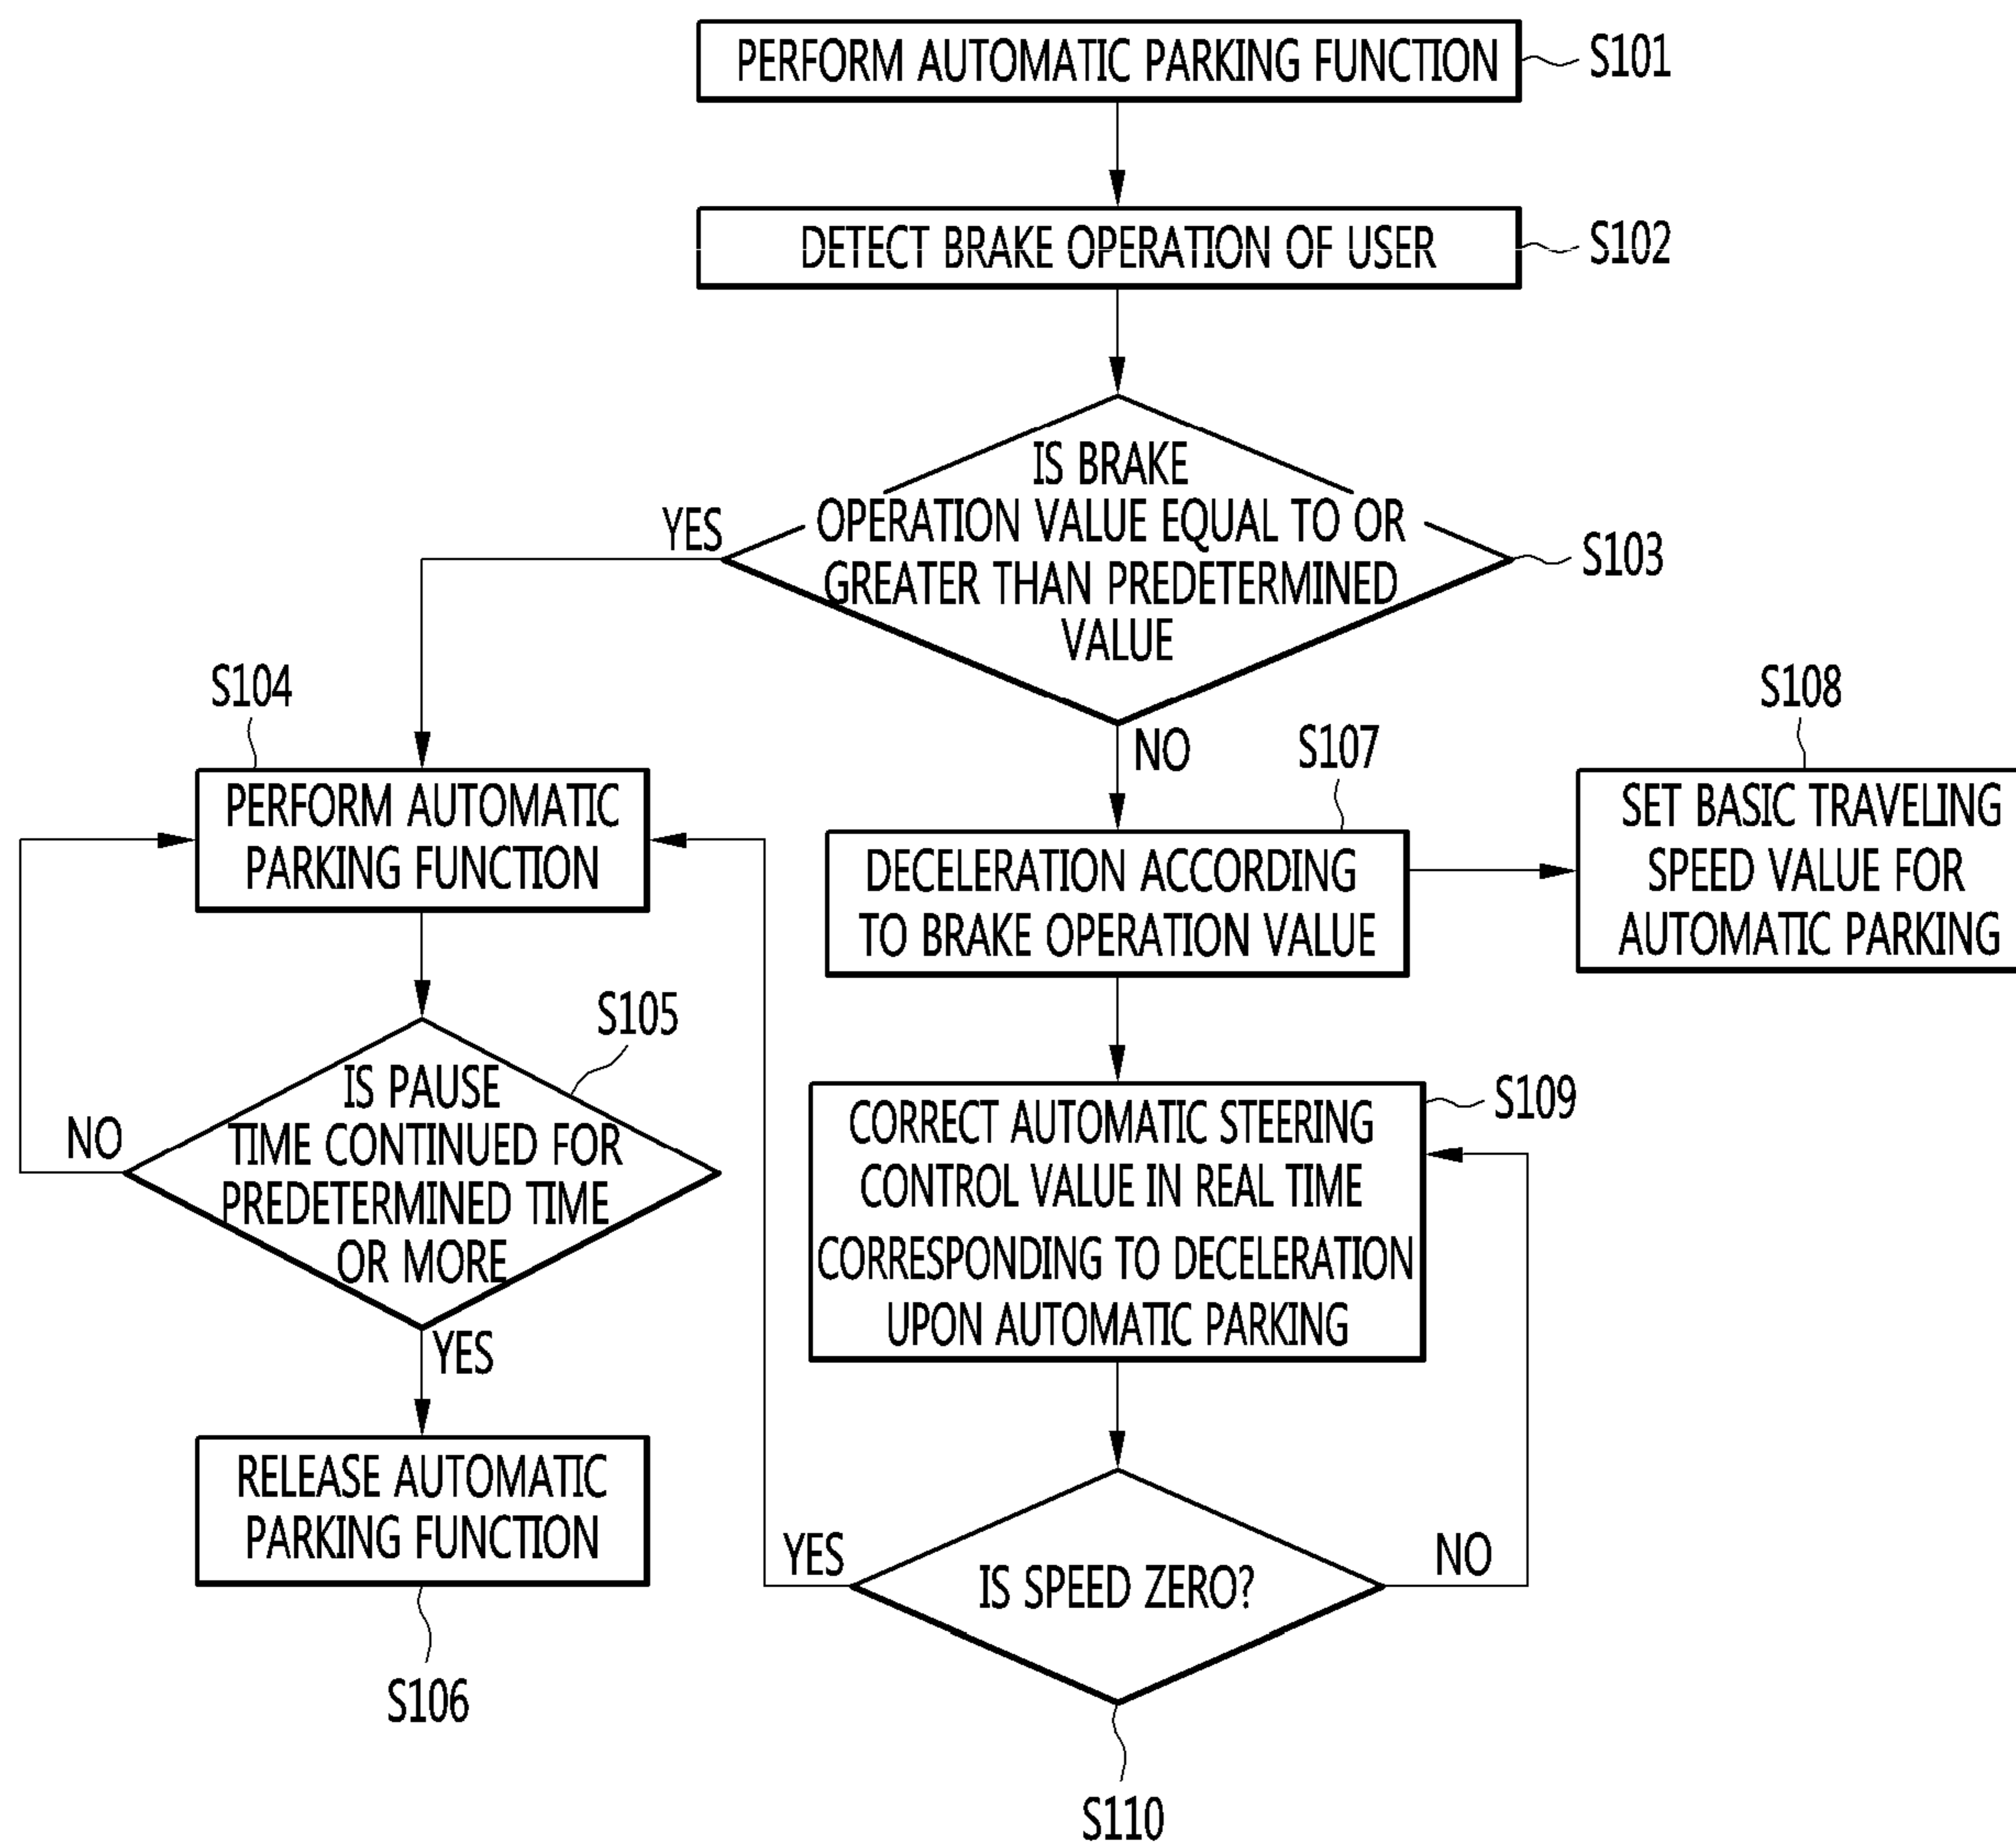 PERFORM AUTOMATIC PARKING FUNCTION
S101
DETECT BRAKE OPERATION OF USER
S102
IS BRAKE
OPERATION VALUE EQUAL TO OR
GREATER THAN PREDETERMINED
VALUE
S103
YES
NO
S104
PERFORM AUTOMATIC
PARKING FUNCTION
S107
DECELERATION ACCORDING
TO BRAKE OPERATION VALUE
S108
SET BASIC TRAVELING
SPEED VALUE FOR
AUTOMATIC PARKING
S105
IS PAUSE
TIME CONTINUED FOR
PREDETERMINED TIME
OR MORE
NO
YES
S109
CORRECT AUTOMATIC STEERING
CONTROL VALUE IN REAL TIME
CORRESPONDING TO DECELERATION
UPON AUTOMATIC PARKING
RELEASE AUTOMATIC
PARKING FUNCTION
S106
YES
IS SPEED ZERO?
NO
S110